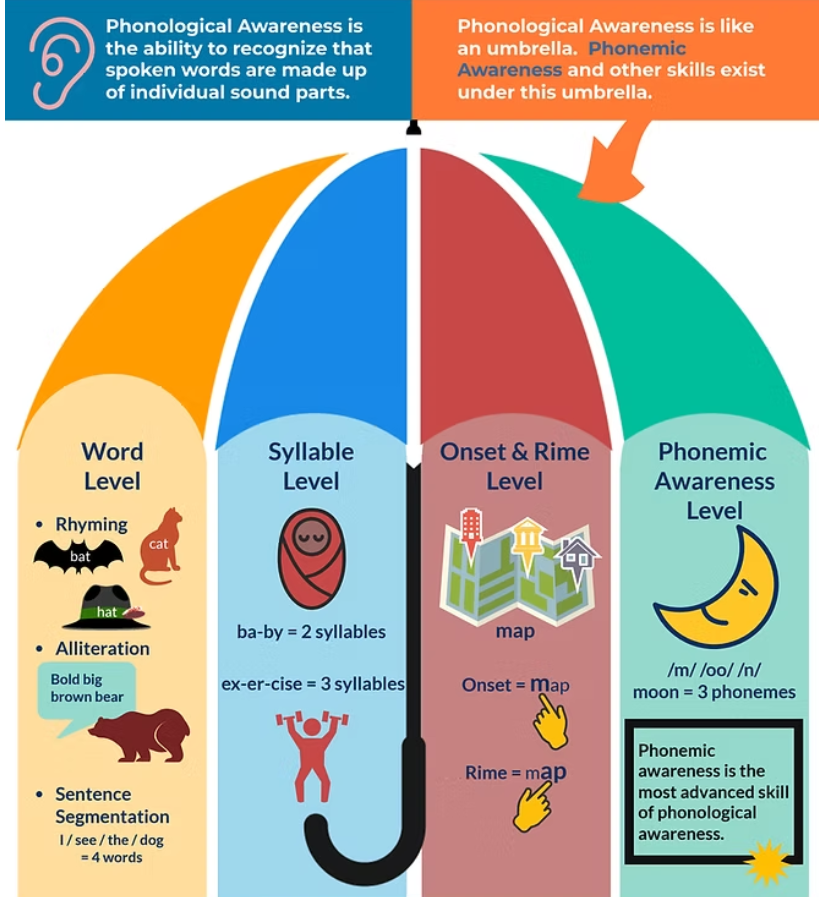 Phonological Awareness is
the ability to recognize that
spoken words are made up
of individual sound parts.
Phonological Awareness is like
an umbrella. Phonemic
Awareness and other skills exist
under this umbrella.
Word
Level
• Rhyming
bat
cat
hat
• Alliteration
Bold big
brown bear
• Sentence
Segmentation
I / see / the / dog
= 4 words
Syllable
Level
ba-by = 2 syllables
ex-er-cise = 3 syllables
Onset & Rime
Level
map
Onset = map
Rime = map
Phonemic
Awareness
Level
/m/ /oo/ /n/
moon = 3 phonemes
Phonemic
awareness is the
most advanced skill
of phonological
awareness.